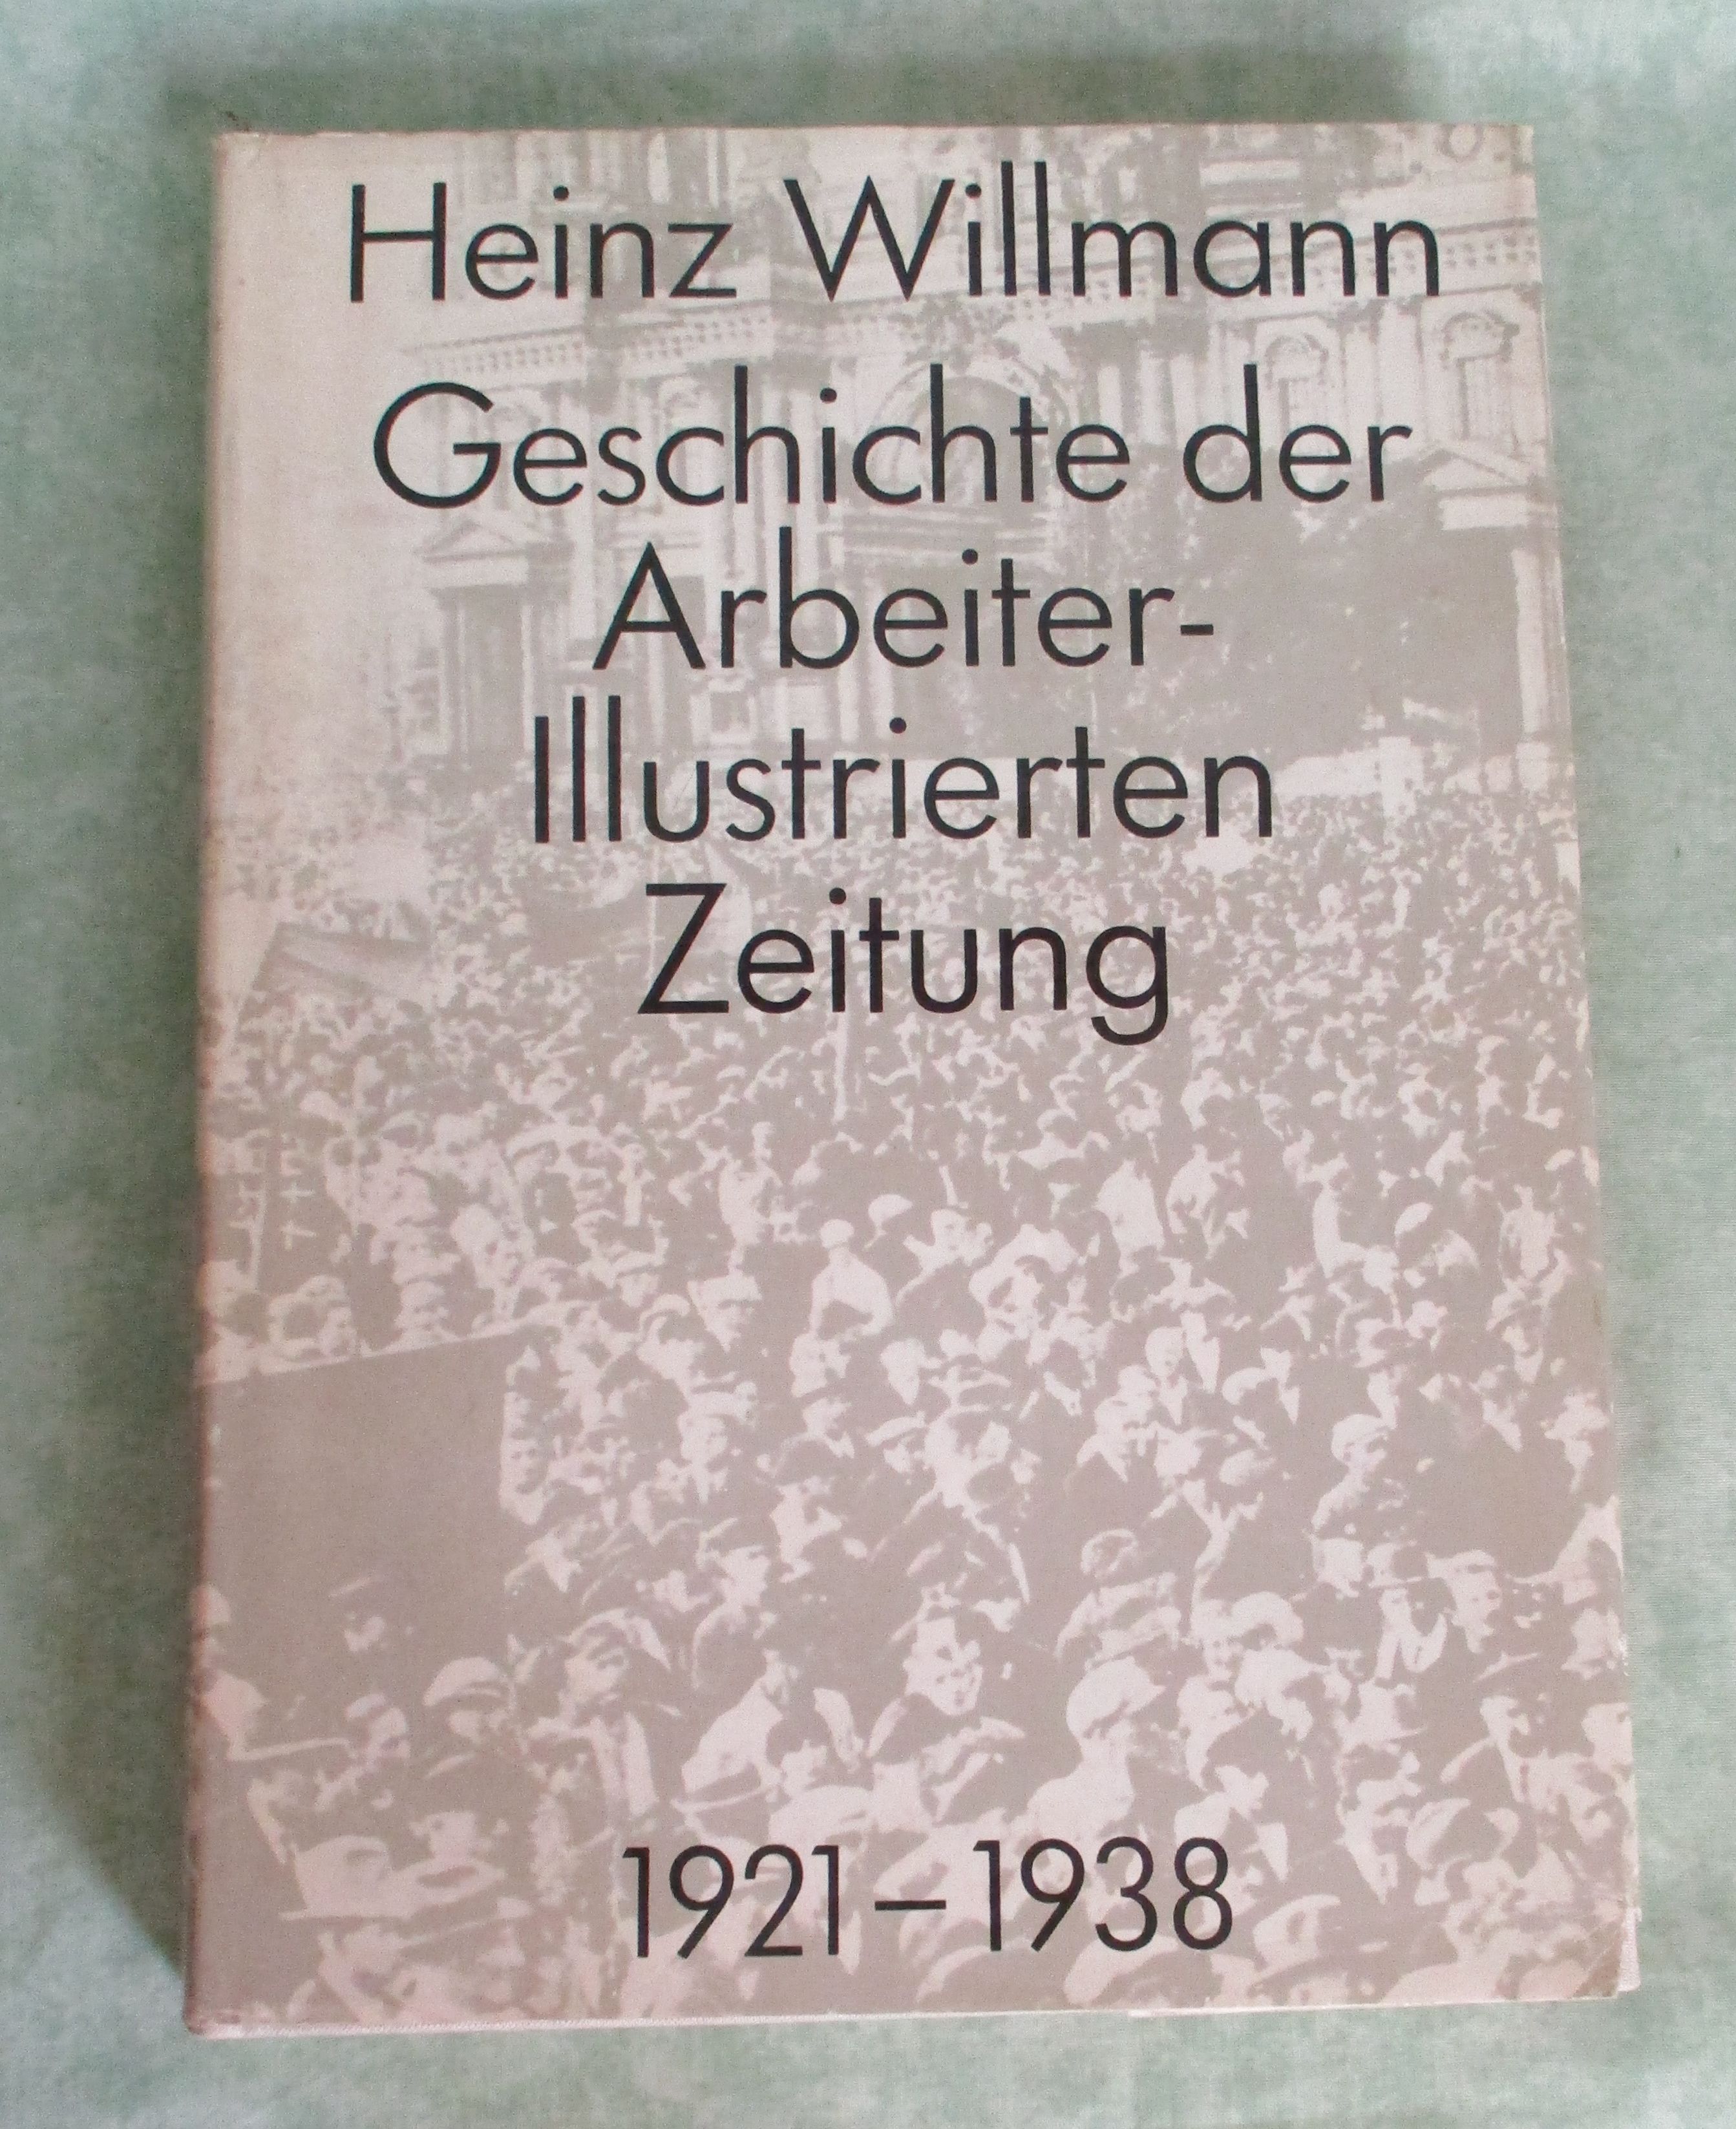 Heinz Willmann
Geschichte der
Arbeiter-
Illustrierten
Zeitung
1921–1938